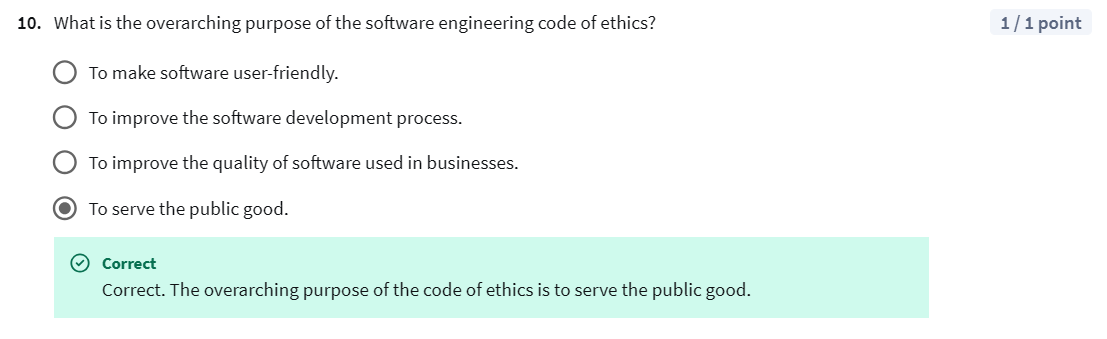 10. What is the overarching purpose of the software engineering code of ethics?
1 / 1 point
To make software user-friendly.
To improve the software development process.
To improve the quality of software used in businesses.
To serve the public good.
Correct
Correct. The overarching purpose of the code of ethics is to serve the public good.